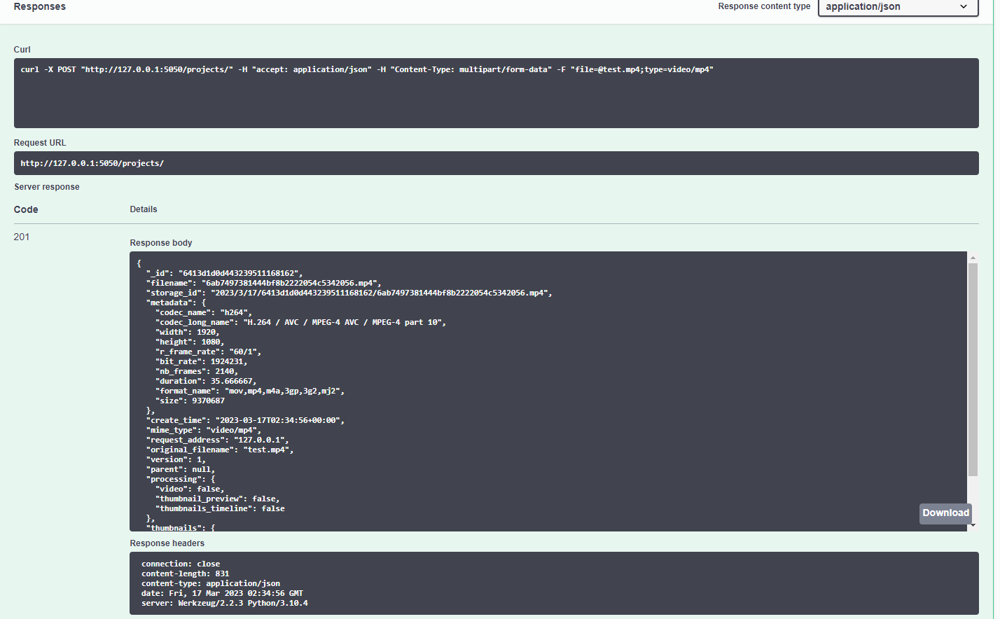 Responses
Response content type
application/json
Curl
curl -X POST "http://127.0.0.1:5050/projects/" -H "accept: application/json" -H "Content-Type: multipart/form-data" -F "file=@test.mp4;type=video/mp4"
Request URL
http://127.0.0.1:5050/projects/
Server response
Code Details
201
Response body
{
  "_id": "6413d1d0d443239511168162",
  "filename": "6ab7497381444bf8b2222054c5342056.mp4",
  "storage_id": "2023/3/17/6413d1d0d443239511168162/6ab7497381444bf8b2222054c5342056.mp4",
  "metadata": {
    "codec_name": "h264",
    "codec_long_name": "H.264 / AVC / MPEG-4 AVC / MPEG-4 part 10",
    "width": 1920,
    "height": 1080,
    "r_frame_rate": "60/1",
    "bit_rate": 1924231,
    "nb_frames": 2140,
    "duration": 35.666667,
    "format_name": "mov,mp4,m4a,3gp,3g2,mj2",
    "size": 9370687
  },
  "create_time": "2023-03-17T02:34:56+00:00",
  "mime_type": "video/mp4",
  "request_address": "127.0.0.1",
  "original_filename": "test.mp4",
  "version": 1,
  "parent": null,
  "processing": {
    "video": false,
    "thumbnail_preview": false,
    "thumbnails_timeline": false
  },
  "thumbnails": {
Download
Response headers
connection: close
content-length: 831
content-type: application/json
date: Fri, 17 Mar 2023 02:34:56 GMT
server: Werkzeug/2.2.3 Python/3.10.4